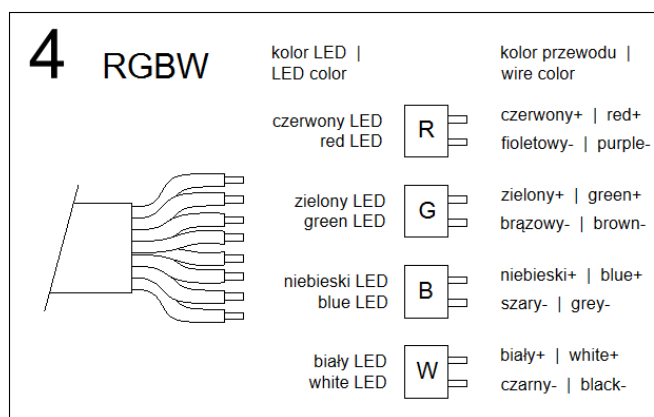 4 RGBW
kolor LED |
LED color
kolor przewodu |
wire color
czerwony LED
red LED
R
czerwony+ | red+
fioletowy- | purple-
zielony LED
green LED
G
zielony+ | green+
brązowy- | brown-
niebieski LED
blue LED
B
niebieski+ | blue+
szary- | grey-
biały LED
white LED
W
biały+ | white+
czarny- | black-